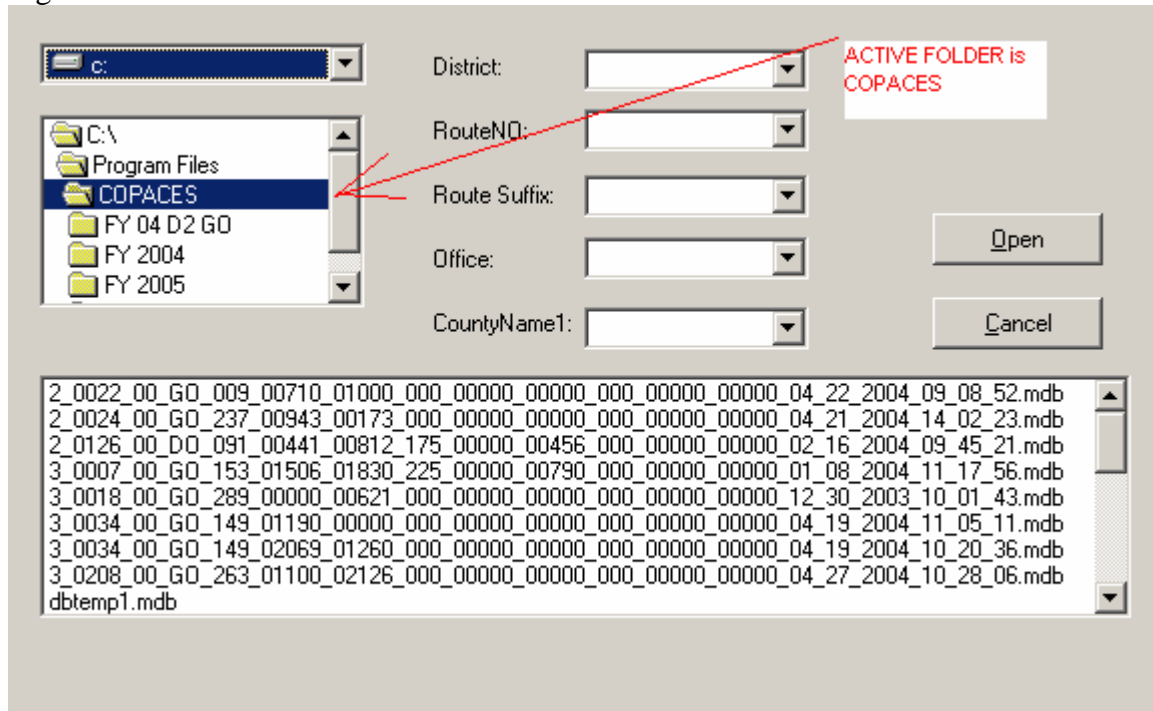 c:
District:
ACTIVE FOLDER is
COPACES
C:\
Program Files
COPACES
FY 04 D2 GO
FY 2004
FY 2005
RouteNO:
Route Suffix:
Office:
CountyName1:
Open
Cancel
2_0022_00_GO_009_00710_01000_000_00000_00000_000_00000_00000_04_22_2004_09_08_52.mdb
2_0024_00_GO_237_00943_00173_000_00000_00000_000_00000_00000_04_21_2004_14_02_23.mdb
2_0126_00_DO_091_00441_00812_175_00000_00456_000_00000_00000_02_16_2004_09_45_21.mdb
3_0007_00_GO_153_01506_01830_225_00000_00790_000_00000_00000_01_08_2004_11_17_56.mdb
3_0018_00_GO_289_00000_00621_000_00000_00000_000_00000_00000_12_30_2003_10_01_43.mdb
3_0034_00_GO_149_01190_00000_000_00000_00000_000_00000_00000_04_19_2004_11_05_11.mdb
3_0034_00_GO_149_02069_01260_000_00000_00000_000_00000_00000_04_19_2004_10_20_36.mdb
3_0208_00_GO_263_01100_02126_000_00000_00000_000_00000_00000_04_27_2004_10_28_06.mdb
dbtemp1.mdb